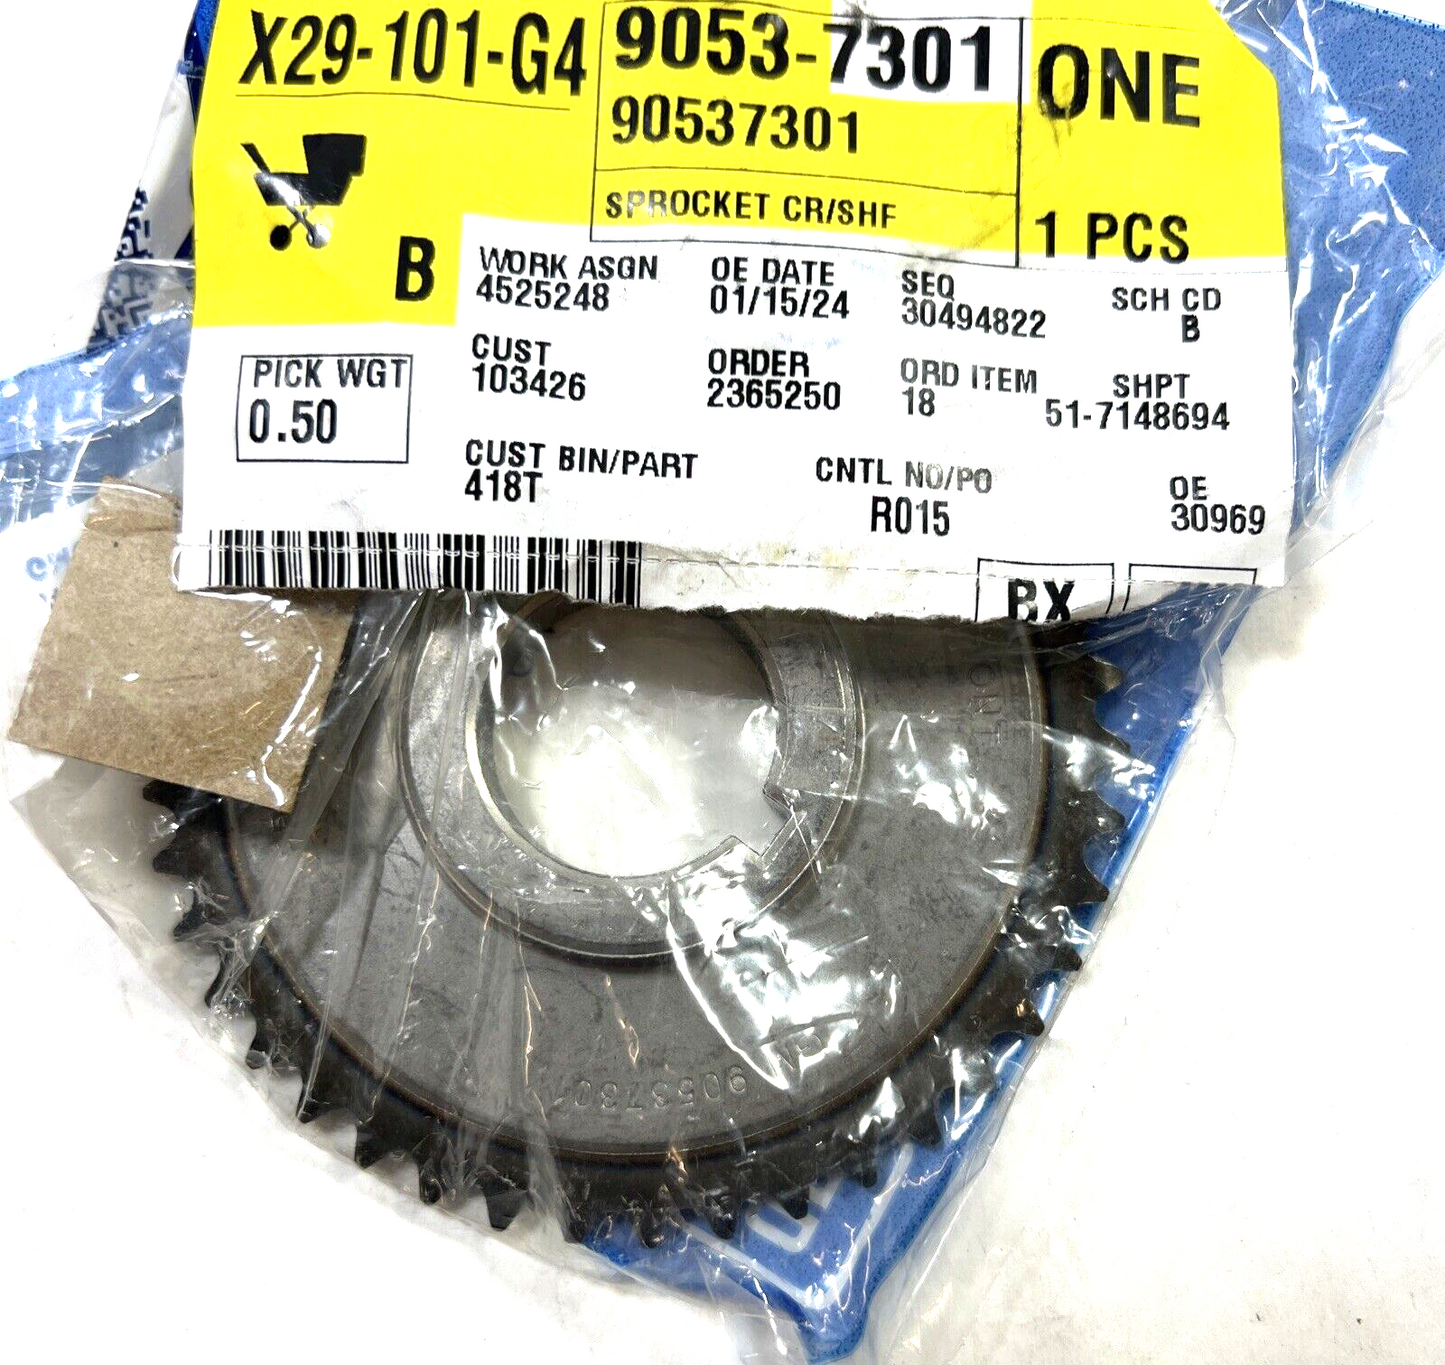 X29-101-G4
9053-7301
90537301
ONE
SPROCKET CR/SHF
1 PCS
B
WORK ASGN
4525248
OE DATE
01/15/24
SEQ
30494822
SCH CD
B
PICK WGT
0.50
CUST
103426
ORDER
2365250
ORD ITEM
18
SHPT
51-7148694
CUST BIN/PART
418T
CNTL NO/PO
R015
OE
30969
BX
GM
9053730